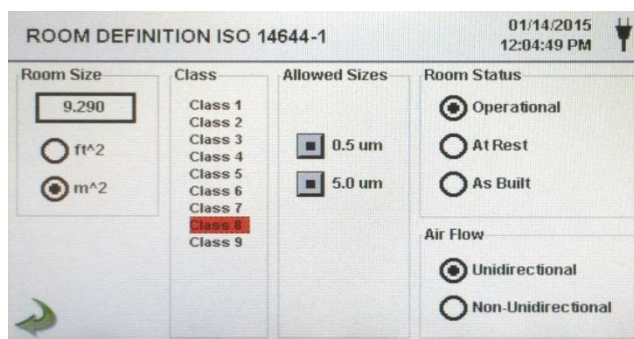 ROOM DEFINITION ISO 14644-1
01/14/2015
12:04:49 PM
Room Size
9.290
ft^2
m^2
Class
Class 1
Class 2
Class 3
Class 4
Class 5
Class 6
Class 7
Class 8
Class 9
Allowed Sizes
0.5 um
5.0 um
Room Status
Operational
At Rest
As Built
Air Flow
Unidirectional
Non-Unidirectional